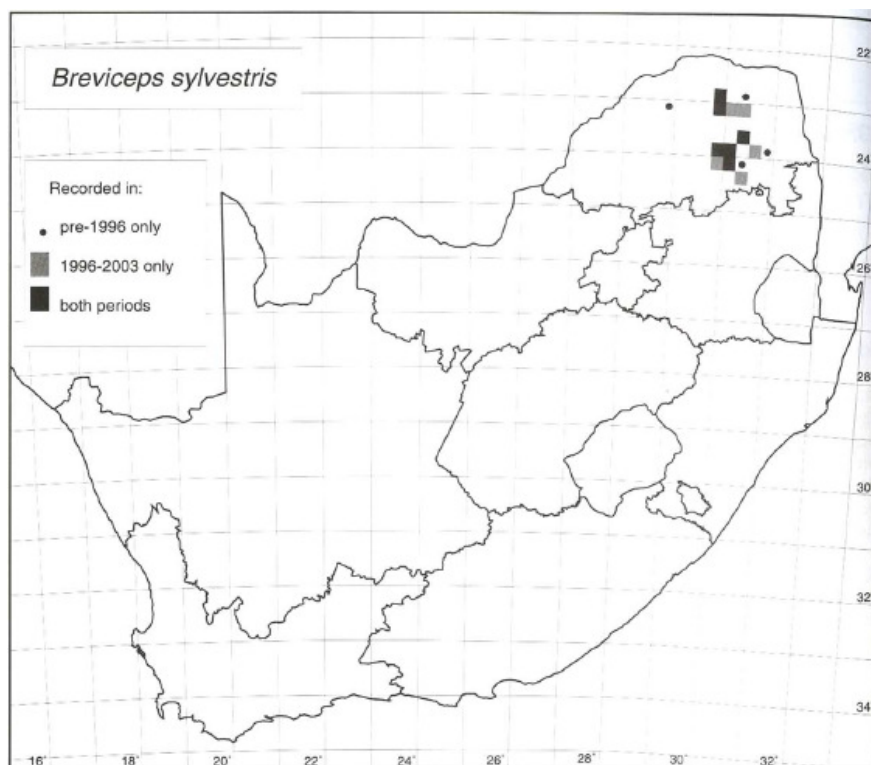 Breviceps sylvestris
Recorded in:
pre-1996 only
1996-2003 only
both periods
22°
24°
26°
28°
30°
32°
34°
16° 18° 20° 22° 24° 26° 28° 30° 32°